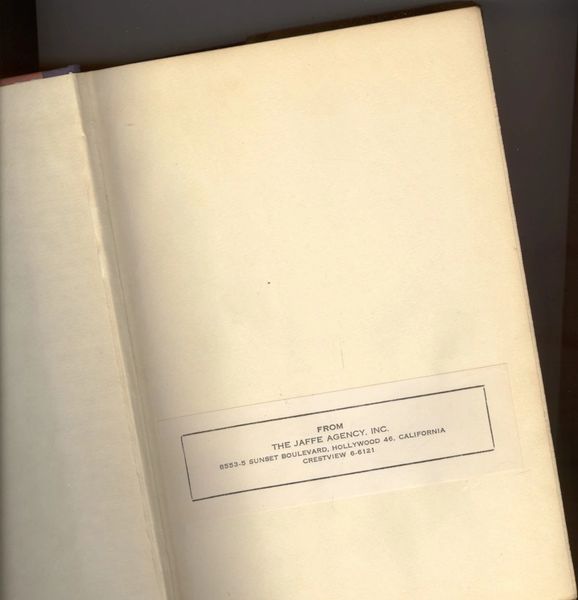 FROM
THE JAFFE AGENCY, INC.
8553-5 SUNSET BOULEVARD, HOLLYWOOD 46, CALIFORNIA
CRESTVIEW 6-6121